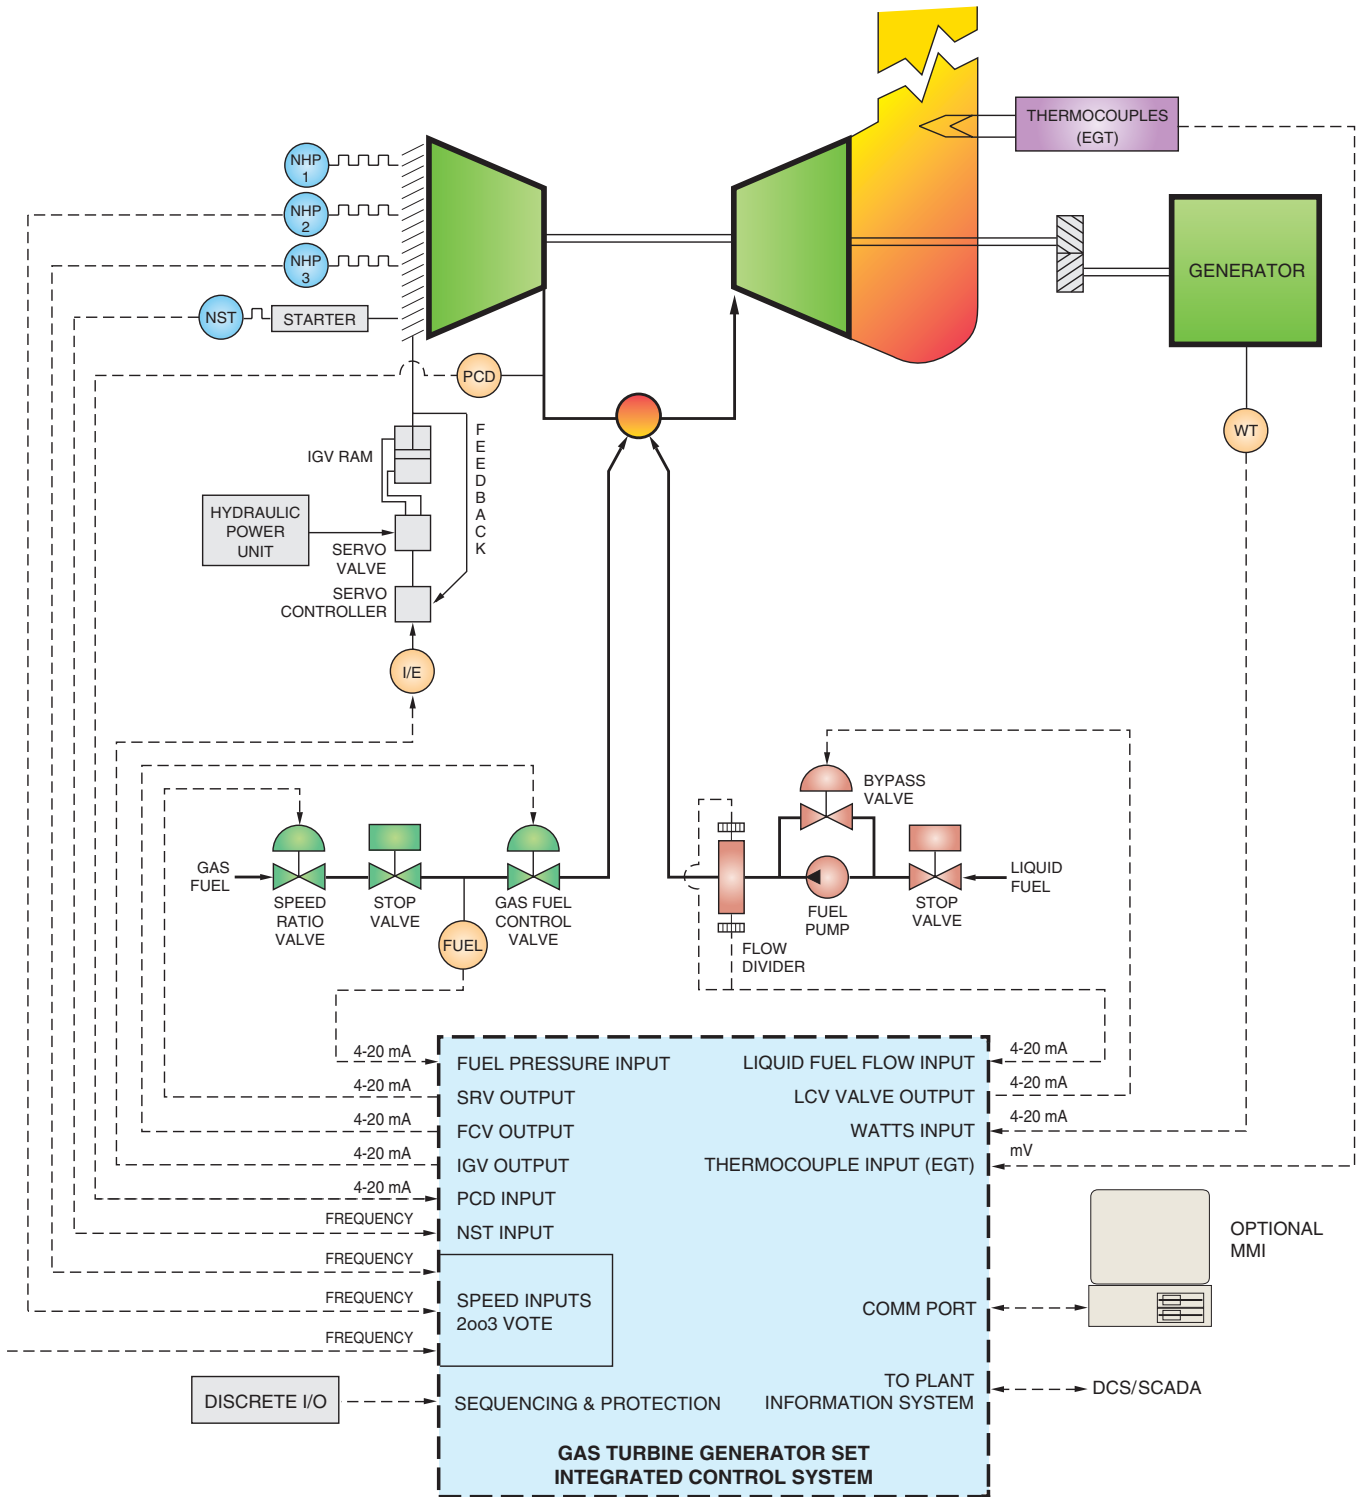 THERMOCOUPLES
(EGT)
NHP
1
NHP
2
NHP
3
NST
STARTER
GENERATOR
PCD
WT
IGV RAM
FEEDBACK
HYDRAULIC
POWER
UNIT
SERVO
VALVE
SERVO
CONTROLLER
I/E
BYPASS
VALVE
GAS
FUEL
SPEED
RATIO
VALVE
STOP
VALVE
GAS FUEL
CONTROL
VALVE
FUEL
FLOW
DIVIDER
FUEL
PUMP
STOP
VALVE
LIQUID
FUEL
4-20 mA
FUEL PRESSURE INPUT
4-20 mA
SRV OUTPUT
4-20 mA
FCV OUTPUT
4-20 mA
IGV OUTPUT
4-20 mA
PCD INPUT
FREQUENCY
NST INPUT
FREQUENCY
FREQUENCY
FREQUENCY
SPEED INPUTS
2oo3 VOTE
DISCRETE I/O
SEQUENCING & PROTECTION
LIQUID FUEL FLOW INPUT
4-20 mA
LCV VALVE OUTPUT
4-20 mA
WATTS INPUT
4-20 mA
THERMOCOUPLE INPUT (EGT)
mV
OPTIONAL
MMI
COMM PORT
TO PLANT
INFORMATION SYSTEM
DCS/SCADA
GAS TURBINE GENERATOR SET
INTEGRATED CONTROL SYSTEM